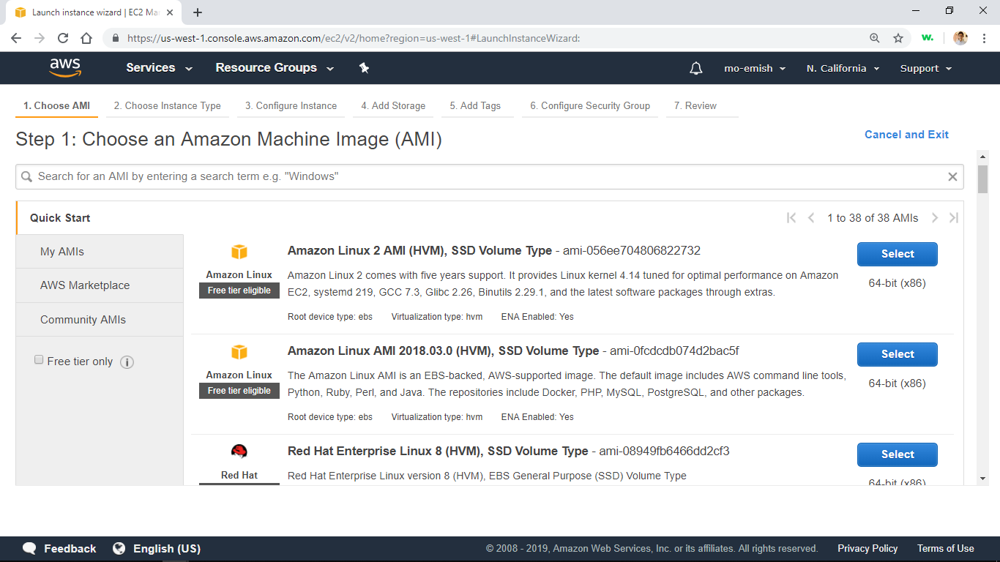 Launch instance wizard | EC2 Ma
https://us-west-1.console.aws.amazon.com/ec2/v2/home?region=us-west-1#LaunchInstanceWizard:
w.
aws
Services
Resource Groups
mo-emish
N. California
Support
1. Choose AMI
2. Choose Instance Type
3. Configure Instance
4. Add Storage
5. Add Tags
6. Configure Security Group
7. Review
Step 1: Choose an Amazon Machine Image (AMI)
Cancel and Exit
Search for an AMI by entering a search term e.g. "Windows"
Quick Start
1 to 38 of 38 AMIs
My AMIs
AWS Marketplace
Community AMIs
Free tier only
i
Amazon Linux
Free tier eligible
Amazon Linux 2 AMI (HVM), SSD Volume Type - ami-056ee704806822732
Amazon Linux 2 comes with five years support. It provides Linux kernel 4.14 tuned for optimal performance on Amazon
EC2, systemd 219, GCC 7.3, Glibc 2.26, Binutils 2.29.1, and the latest software packages through extras.
Root device type: ebs
Virtualization type: hvm
ENA Enabled: Yes
Select
64-bit (x86)
Amazon Linux
Free tier eligible
Amazon Linux AMI 2018.03.0 (HVM), SSD Volume Type - ami-0fcdcdb074d2bac5f
The Amazon Linux AMI is an EBS-backed, AWS-supported image. The default image includes AWS command line tools,
Python, Ruby, Perl, and Java. The repositories include Docker, PHP, MySQL, PostgreSQL, and other packages.
Root device type: ebs
Virtualization type: hvm
ENA Enabled: Yes
Select
64-bit (x86)
Red Hat
Red Hat Enterprise Linux 8 (HVM), SSD Volume Type - ami-08949fb6466dd2cf3
Red Hat Enterprise Linux version 8 (HVM), EBS General Purpose (SSD) Volume Type
Select
64-bit (x86)
Feedback
English (US)
© 2008 - 2019, Amazon Web Services, Inc. or its affiliates. All rights reserved.
Privacy Policy
Terms of Use